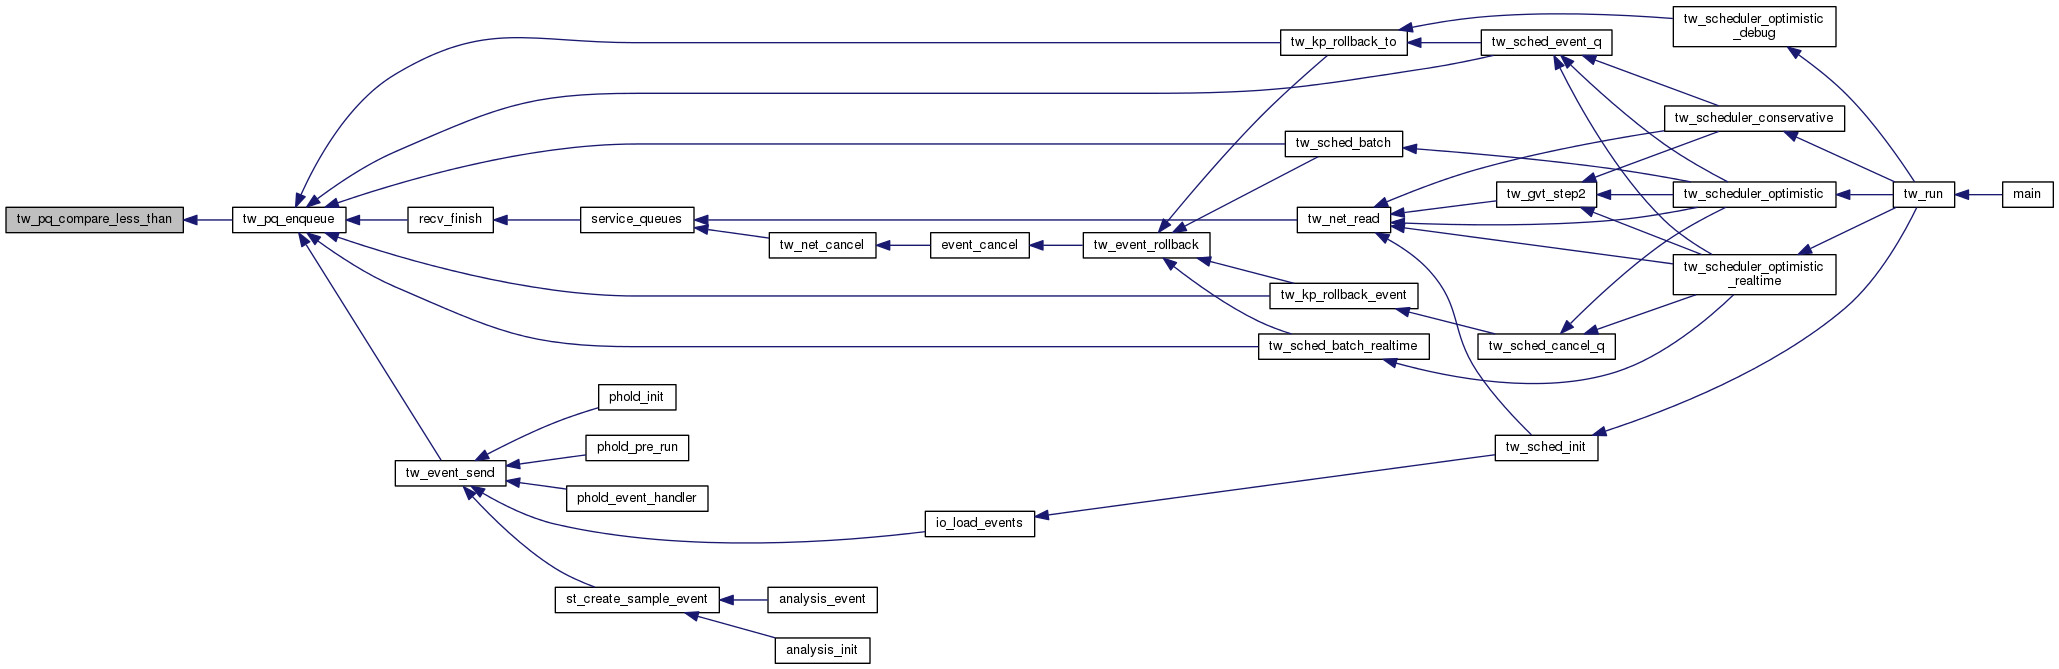 tw_pq_compare_less_than
tw_pq_enqueue
recv_finish
service_queues
tw_net_cancel
event_cancel
tw_event_rollback
tw_kp_rollback_to
tw_sched_event_q
tw_scheduler_optimistic
_debug
tw_scheduler_conservative
tw_sched_batch
tw_gvt_step2
tw_scheduler_optimistic
tw_run
main
tw_net_read
tw_scheduler_optimistic
_realtime
tw_kp_rollback_event
tw_sched_batch_realtime
tw_sched_cancel_q
phold_init
phold_pre_run
tw_event_send
phold_event_handler
io_load_events
tw_sched_init
st_create_sample_event
analysis_event
analysis_init